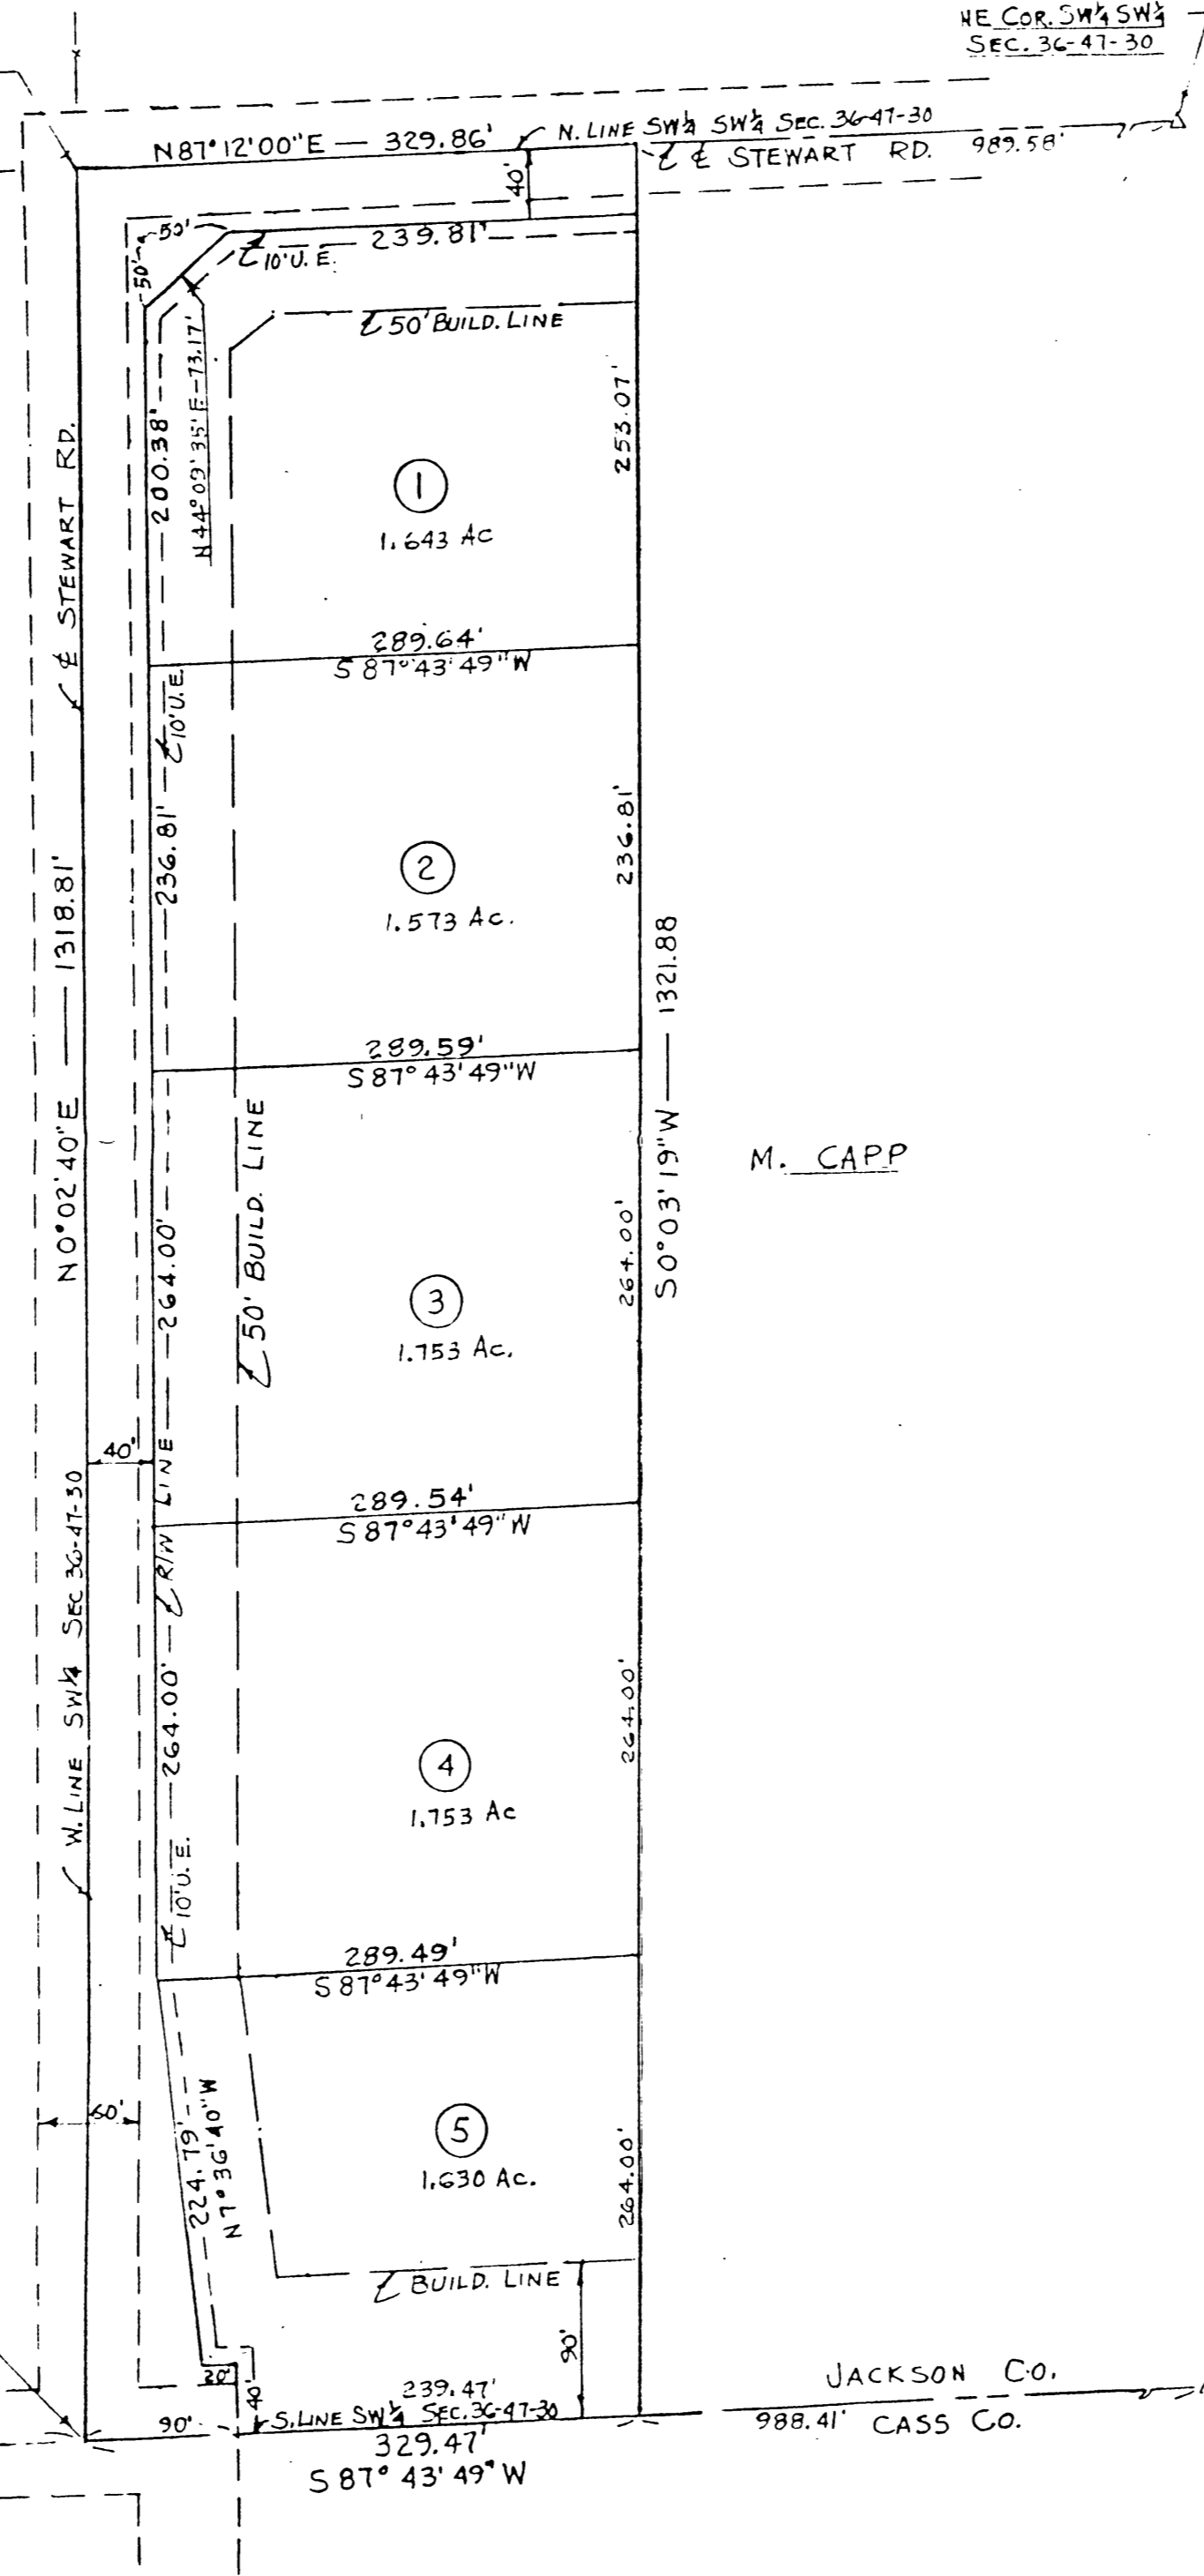 NE COR. SW¼ SW¼
SEC. 36-47-30
N87°12'00"E — 329.86'
N. LINE SW¼ SW¼ SEC. 36-47-30
℄ STEWART RD. 989.58'
40'
50'
50'
239.81'
10' U.E.
50' BUILD. LINE
200.38'
N44°09'35"E-73.17'
253.07'
1
1.643 AC
℄ STEWART RD.
289.64'
S 87°43'49"W
10' U.E.
236.81'
236.81'
2
1.573 Ac.
1318.81'
N0°02'40"E
289.59'
S 87°43'49"W
S0°03'19"W — 1321.88
M. CAPP
50' BUILD. LINE
264.00'
264.00'
3
1.753 Ac.
40'
R/W LINE
289.54'
S 87°43'49"W
W. LINE SW¼ SEC 36-47-30
264.00'
264.00'
4
1.753 Ac
10' U.E.
289.49'
S 87°43'49"W
60'
224.79'
N7°36'40"W
5
1.630 Ac.
264.00'
BUILD. LINE
90'
20'
40'
239.47'
90'
S. LINE SW¼ SEC. 36-47-30
329.47'
S 87° 43' 49" W
JACKSON CO.
988.41' CASS CO.